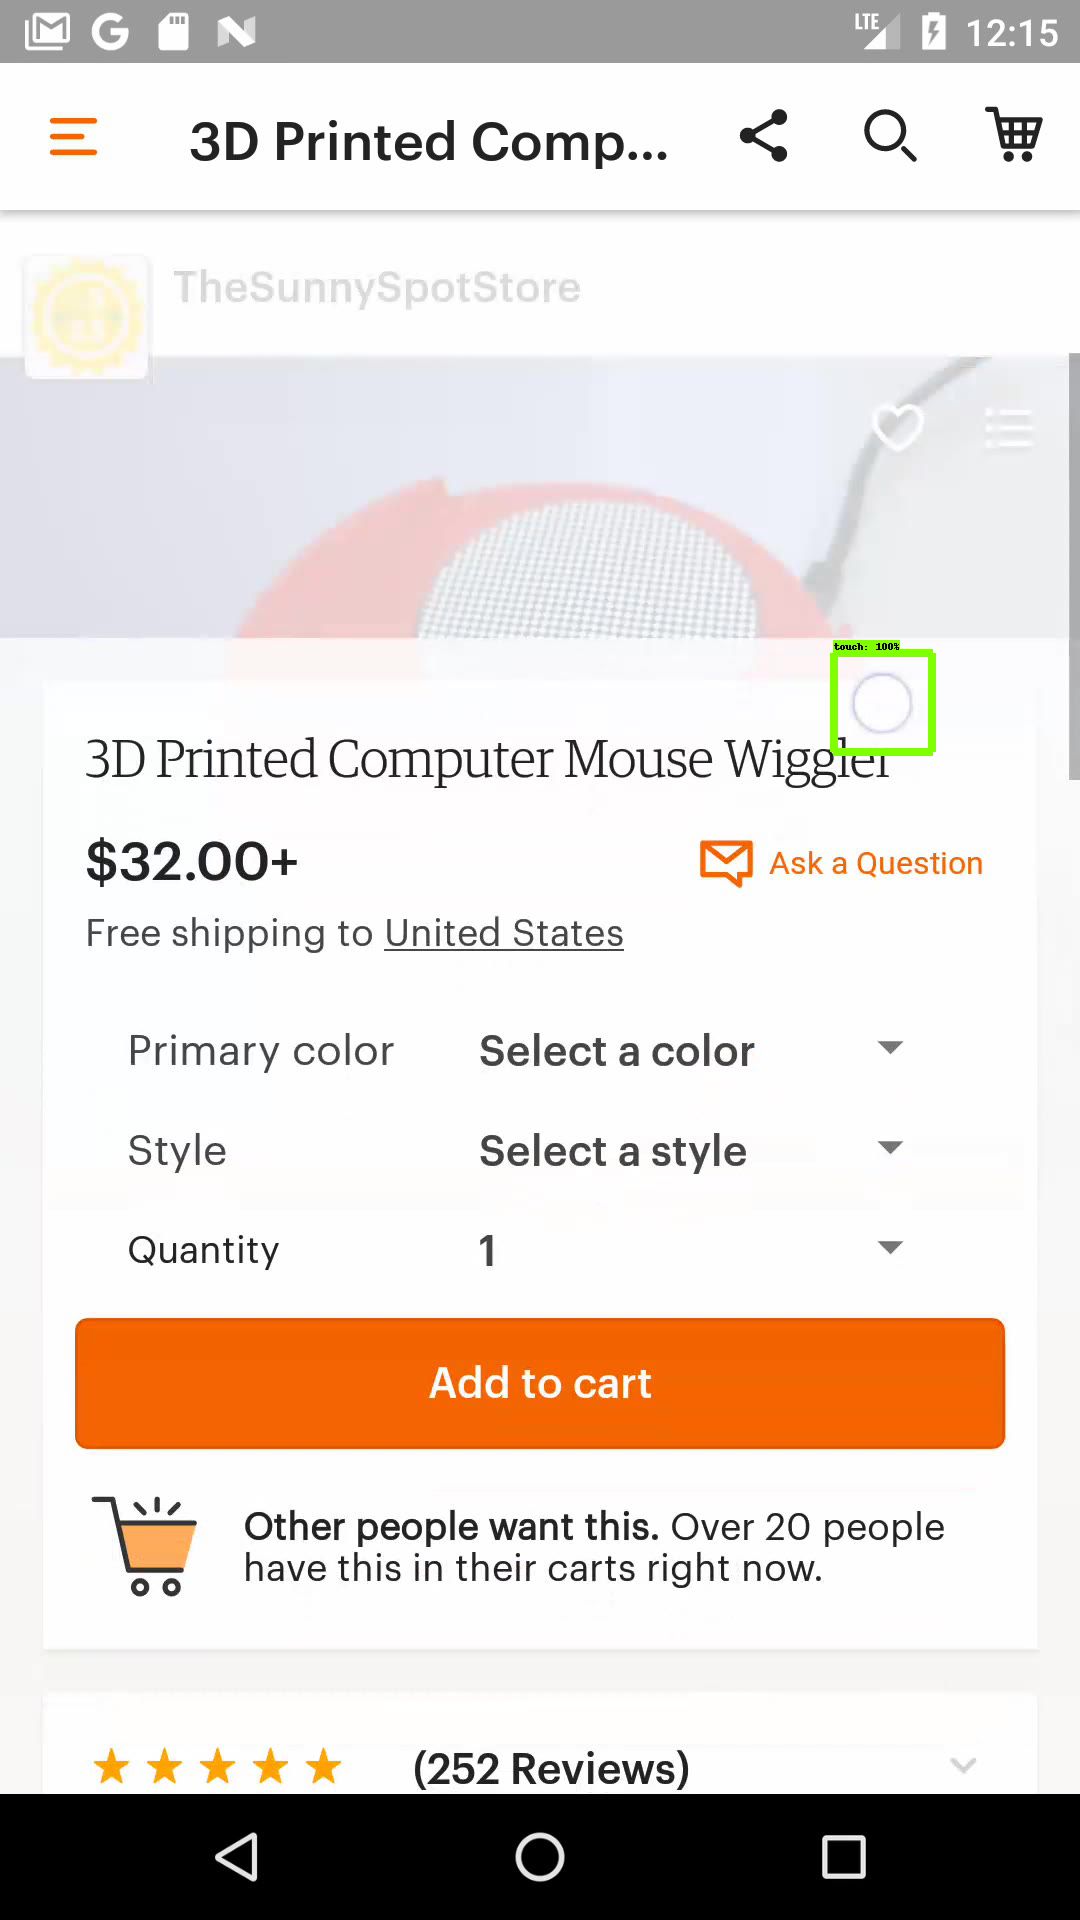 LTE 12:15
3D Printed Comp...
TheSunnySpotStore
touch: 100%
3D Printed Computer Mouse Wiggler
$32.00+
Ask a Question
Free shipping to United States
Primary color Select a color
Style Select a style
Quantity 1
Add to cart
Other people want this. Over 20 people
have this in their carts right now.
(252 Reviews)